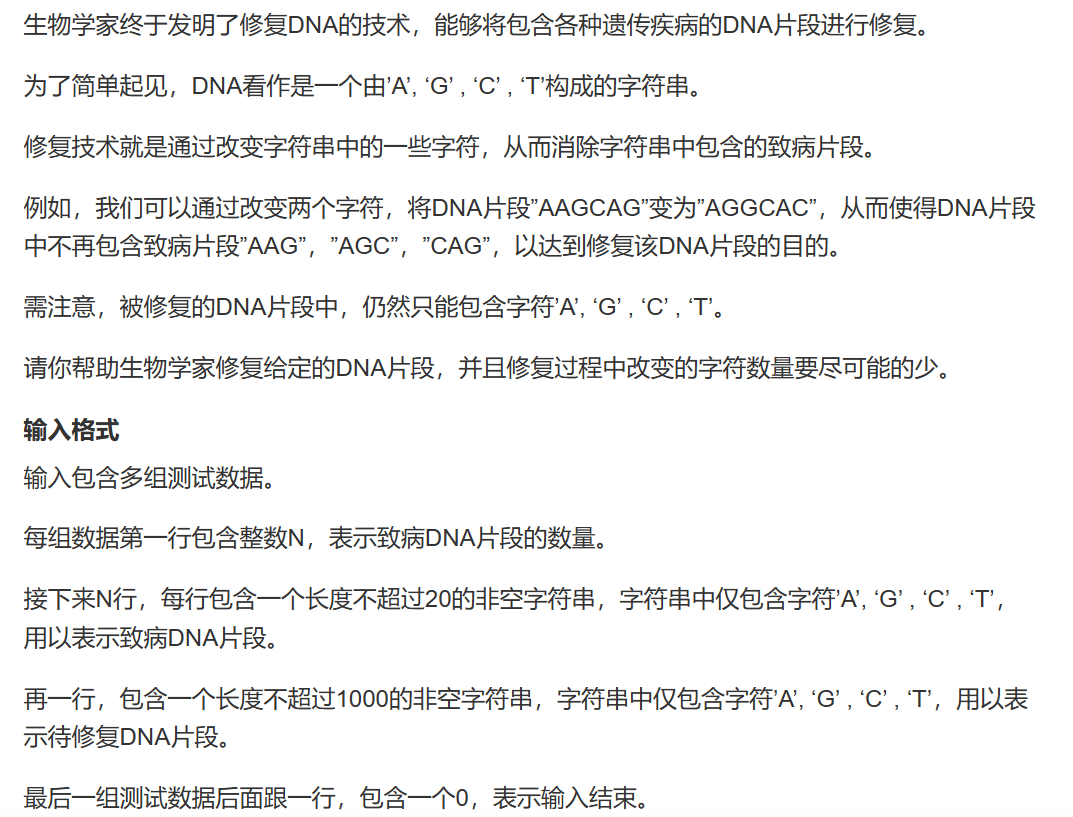 生物学家终于发明了修复DNA的技术，能够将包含各种遗传疾病的DNA片段进行修复。
为了简单起见，DNA看作是一个由’A’, ‘G’ , ‘C’ , ‘T’构成的字符串。
修复技术就是通过改变字符串中的一些字符，从而消除字符串中包含的致病片段。
例如，我们可以通过改变两个字符，将DNA片段”AAGCAG”变为”AGGCAC”，从而使得DNA片段
中不再包含致病片段”AAG”，”AGC”，”CAG”，以达到修复该DNA片段的目的。
需注意，被修复的DNA片段中，仍然只能包含字符’A’, ‘G’ , ‘C’ , ‘T’。
请你帮助生物学家修复给定的DNA片段，并且修复过程中改变的字符数量要尽可能的少。
输入格式
输入包含多组测试数据。
每组数据第一行包含整数N，表示致病DNA片段的数量。
接下来N行，每行包含一个长度不超过20的非空字符串，字符串中仅包含字符’A’, ‘G’ , ‘C’ , ‘T’，
用以表示致病DNA片段。
再一行，包含一个长度不超过1000的非空字符串，字符串中仅包含字符’A’, ‘G’ , ‘C’ , ‘T’，用以表
示待修复DNA片段。
最后一组测试数据后面跟一行，包含一个0，表示输入结束。